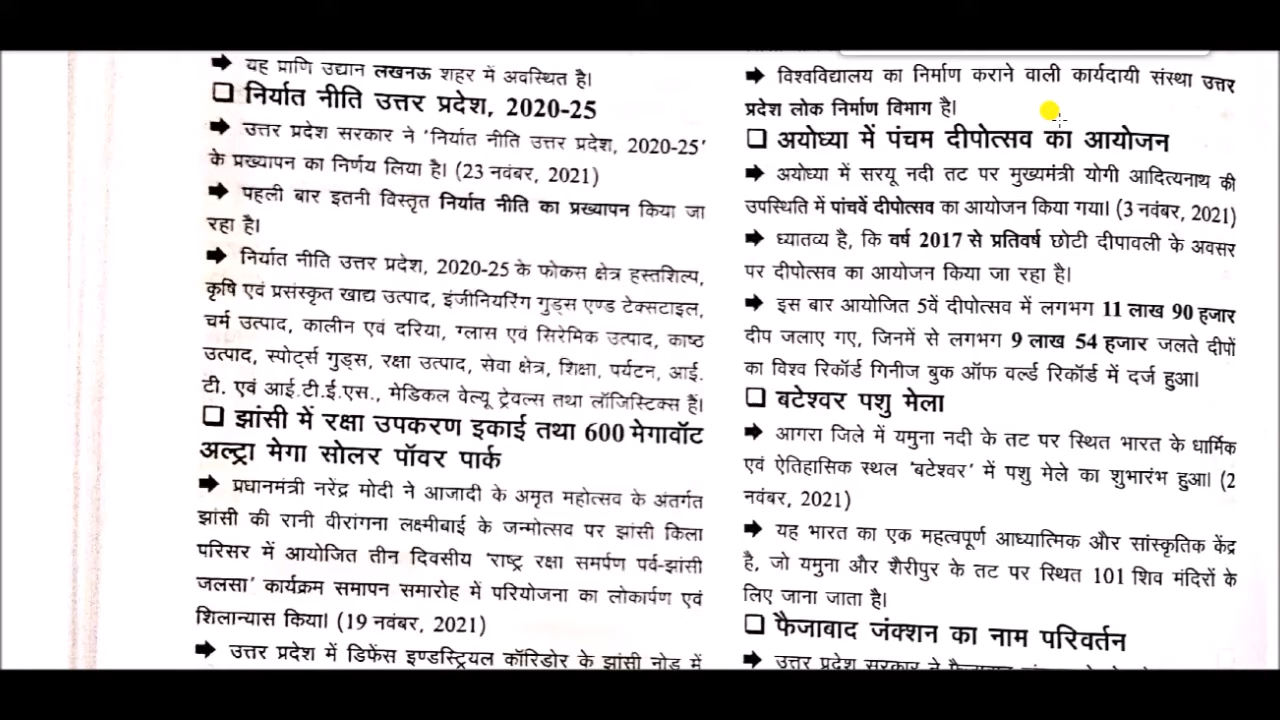 ➡ यह प्राणि उद्यान लखनऊ शहर में अवस्थित है।
❑ निर्यात नीति उत्तर प्रदेश, 2020-25
➡ उत्तर प्रदेश सरकार ने 'निर्यात नीति उत्तर प्रदेश, 2020-25'
के प्रख्यापन का निर्णय लिया है। (23 नवंबर, 2021)
➡ पहली बार इतनी विस्तृत निर्यात नीति का प्रख्यापन किया जा
रहा है।
➡ निर्यात नीति उत्तर प्रदेश, 2020-25 के फोकस क्षेत्र हस्तशिल्प,
कृषि एवं प्रसंस्कृत खाद्य उत्पाद, इंजीनियरिंग गुड्स एण्ड टेक्सटाइल,
चर्म उत्पाद, कालीन एवं दरिया, ग्लास एवं सिरेमिक उत्पाद, काष्ठ
उत्पाद, स्पोर्ट्स गुड्स, रक्षा उत्पाद, सेवा क्षेत्र, शिक्षा, पर्यटन, आई.
टी. एवं आई.टी.ई.एस., मेडिकल वेल्यू ट्रेवल्स तथा लॉजिस्टिक्स हैं।
❑ झांसी में रक्षा उपकरण इकाई तथा 600 मेगावॉट
अल्ट्रा मेगा सोलर पॉवर पार्क
➡ प्रधानमंत्री नरेंद्र मोदी ने आजादी के अमृत महोत्सव के अंतर्गत
झांसी की रानी वीरांगना लक्ष्मीबाई के जन्मोत्सव पर झांसी किला
परिसर में आयोजित तीन दिवसीय 'राष्ट्र रक्षा समर्पण पर्व-झांसी
जलसा' कार्यक्रम समापन समारोह में परियोजना का लोकार्पण एवं
शिलान्यास किया। (19 नवंबर, 2021)
➡ उत्तर प्रदेश में डिफेंस इण्डस्ट्रियल कॉरिडोर के झांसी नोड में
➡ विश्वविद्यालय का निर्माण कराने वाली कार्यदायी संस्था उत्तर
प्रदेश लोक निर्माण विभाग है।
❑ अयोध्या में पंचम दीपोत्सव का आयोजन
➡ अयोध्या में सरयू नदी तट पर मुख्यमंत्री योगी आदित्यनाथ की
उपस्थिति में पांचवें दीपोत्सव का आयोजन किया गया। (3 नवंबर, 2021)
➡ ध्यातव्य है, कि वर्ष 2017 से प्रतिवर्ष छोटी दीपावली के अवसर
पर दीपोत्सव का आयोजन किया जा रहा है।
➡ इस बार आयोजित 5वें दीपोत्सव में लगभग 11 लाख 90 हजार
दीप जलाए गए, जिनमें से लगभग 9 लाख 54 हजार जलते दीपों
का विश्व रिकॉर्ड गिनीज बुक ऑफ वर्ल्ड रिकॉर्ड में दर्ज हुआ।
❑ बटेश्वर पशु मेला
➡ आगरा जिले में यमुना नदी के तट पर स्थित भारत के धार्मिक
एवं ऐतिहासिक स्थल 'बटेश्वर' में पशु मेले का शुभारंभ हुआ। (2
नवंबर, 2021)
➡ यह भारत का एक महत्वपूर्ण आध्यात्मिक और सांस्कृतिक केंद्र
है, जो यमुना और शैरीपुर के तट पर स्थित 101 शिव मंदिरों के
लिए जाना जाता है।
❑ फैजाबाद जंक्शन का नाम परिवर्तन
➡ उत्तर प्रदेश सरकार ने फैजाबाद